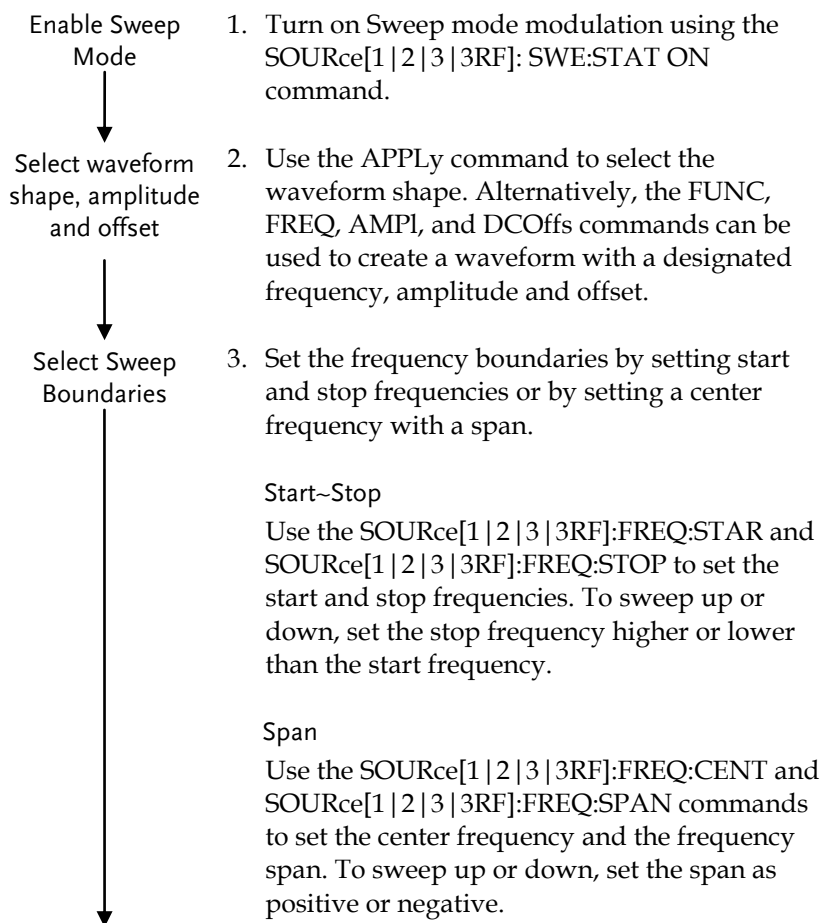 Enable Sweep
Mode
1. Turn on Sweep mode modulation using the
SOURce[1|2|3|3RF]: SWE:STAT ON
command.
Select waveform
shape, amplitude
and offset
2. Use the APPLy command to select the
waveform shape. Alternatively, the FUNC,
FREQ, AMPl, and DCOffs commands can be
used to create a waveform with a designated
frequency, amplitude and offset.
Select Sweep
Boundaries
3. Set the frequency boundaries by setting start
and stop frequencies or by setting a center
frequency with a span.
Start~Stop
Use the SOURce[1|2|3|3RF]:FREQ:STAR and
SOURce[1|2|3|3RF]:FREQ:STOP to set the
start and stop frequencies. To sweep up or
down, set the stop frequency higher or lower
than the start frequency.
Span
Use the SOURce[1|2|3|3RF]:FREQ:CENT and
SOURce[1|2|3|3RF]:FREQ:SPAN commands
to set the center frequency and the frequency
span. To sweep up or down, set the span as
positive or negative.